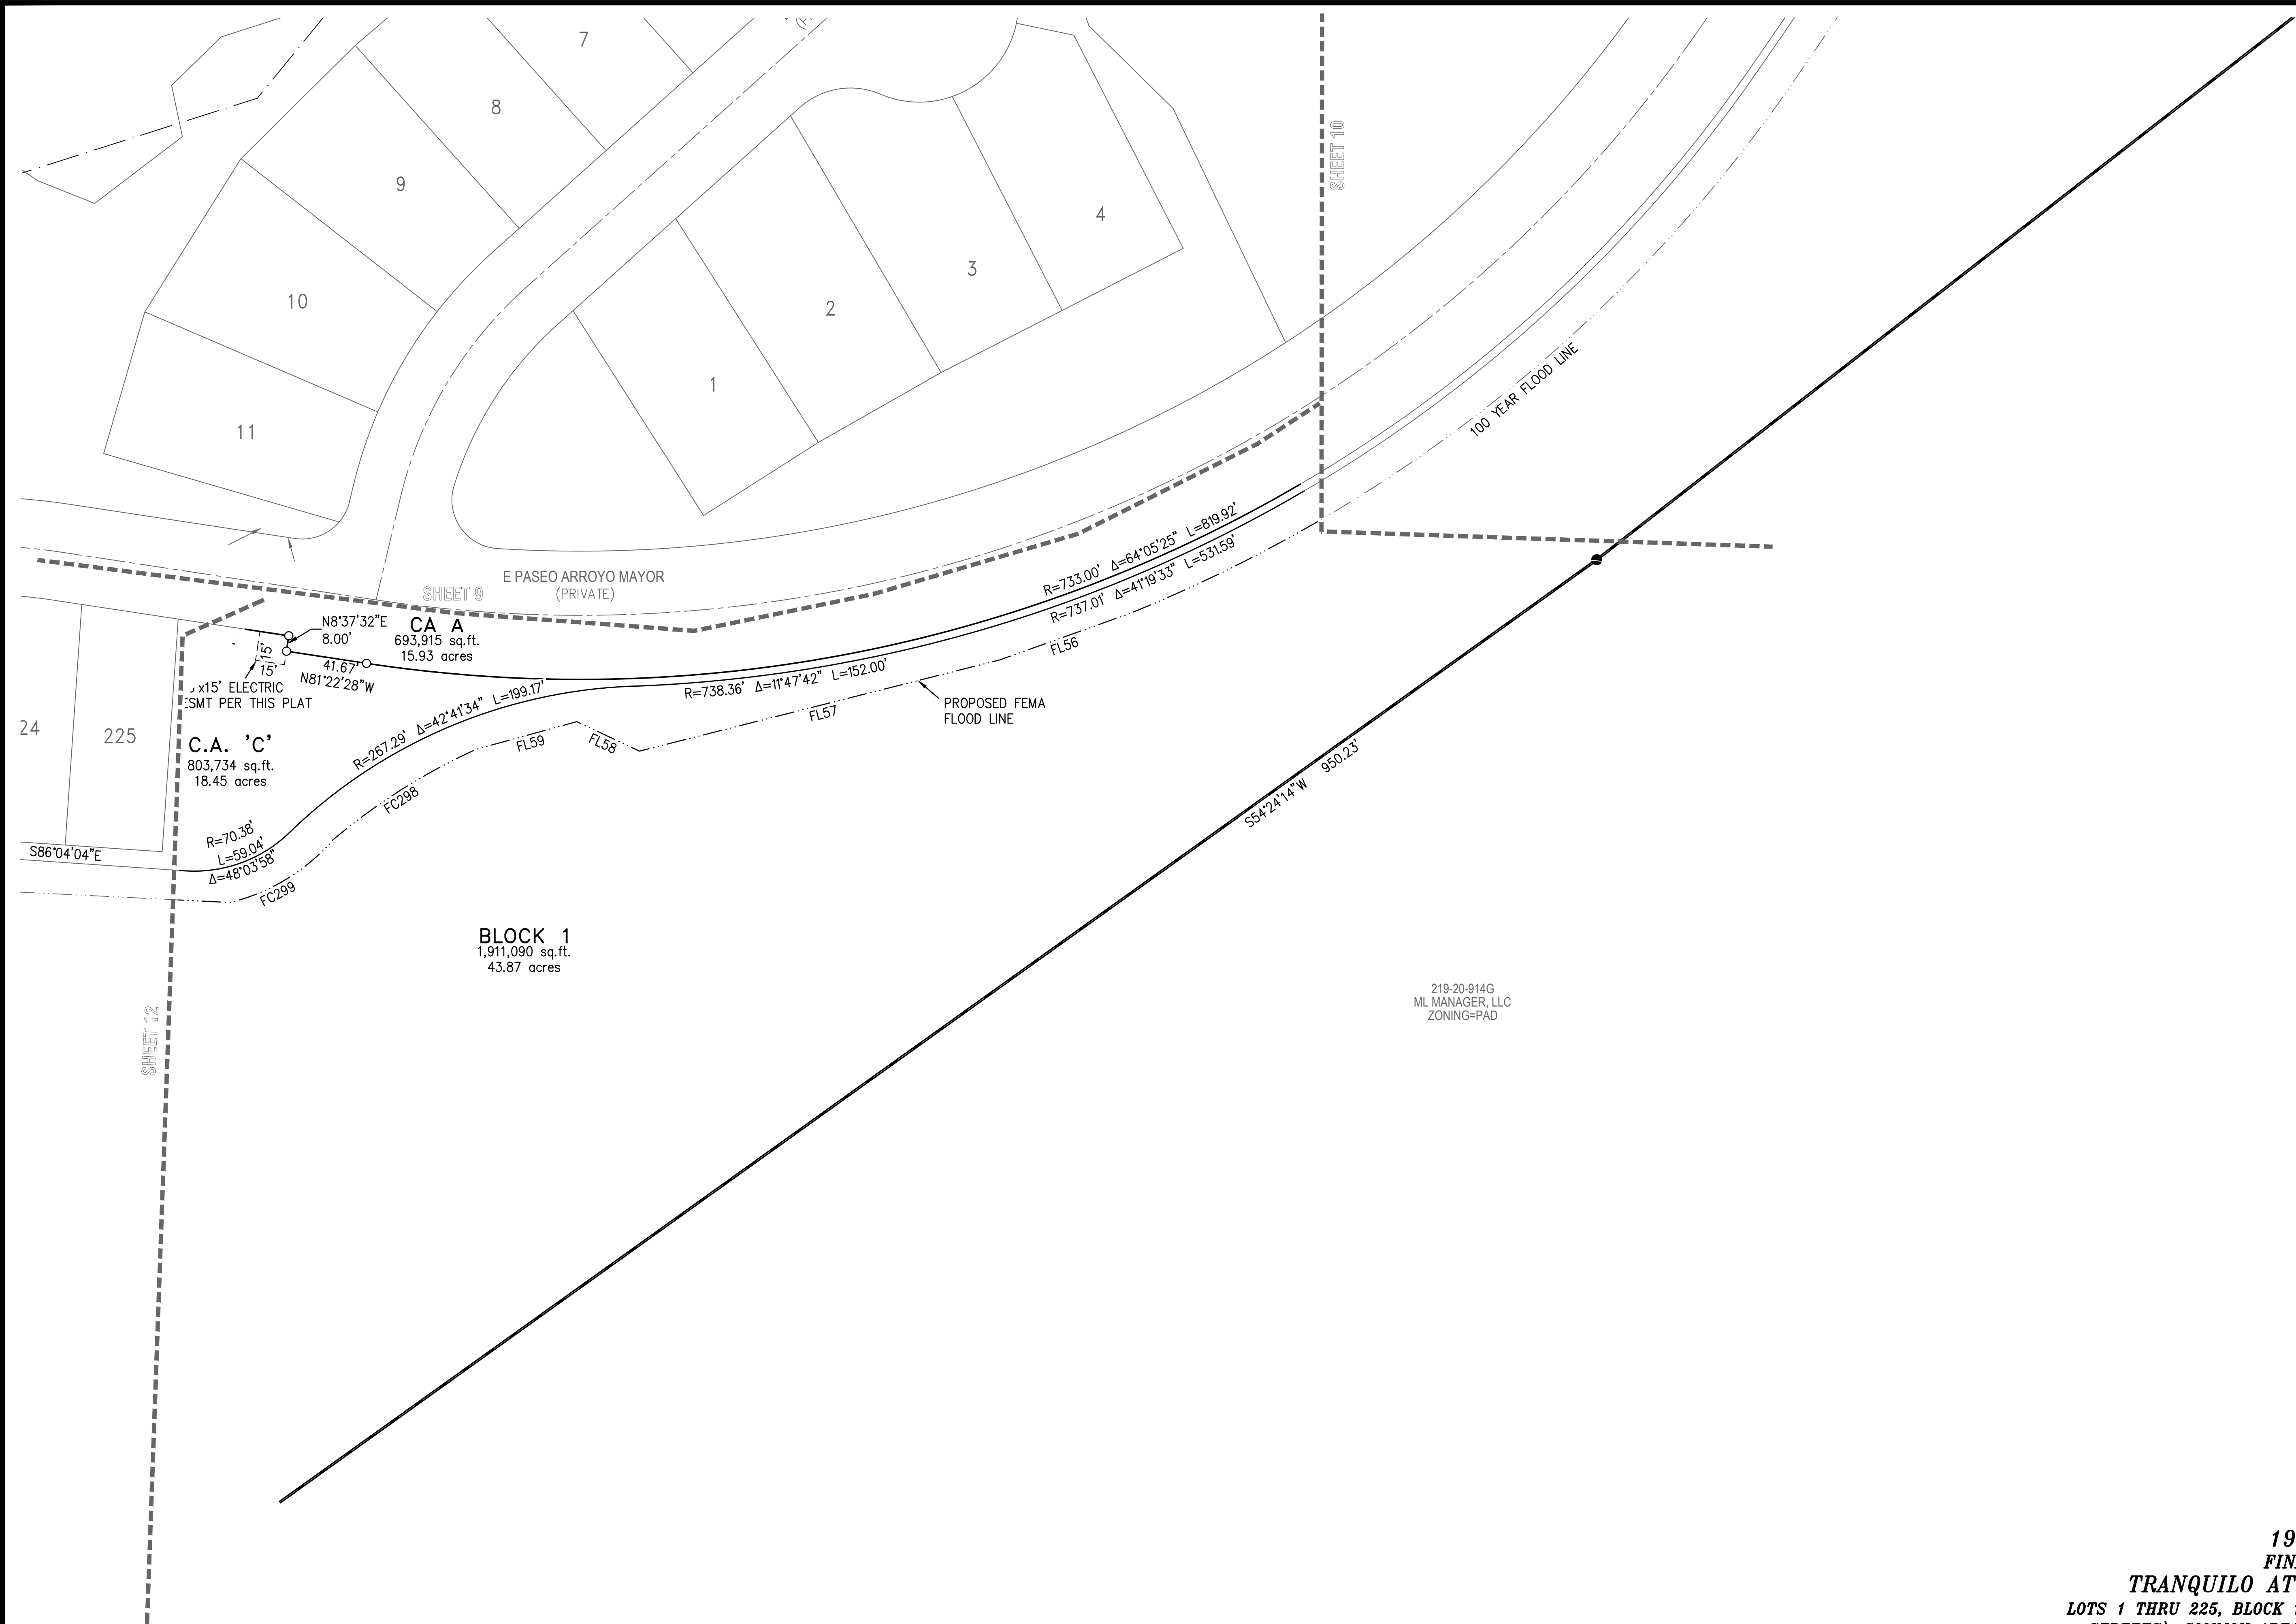 7
8
9
10
11
1
2
3
4
SHEET 10
100 YEAR FLOOD LINE
E PASEO ARROYO MAYOR
(PRIVATE)
SHEET 9
R=733.00' Δ=64°05'25" L=819.92'
R=737.01' Δ=41°19'33" L=531.59'
FL56
N8°37'32"E
8.00'
CA A
693,915 sq.ft.
15.93 acres
15'
15'
41.67'
N81°22'28"W
x15' ELECTRIC
ESMT PER THIS PLAT
R=738.36' Δ=11°47'42" L=152.00'
R=267.29' Δ=42°41'34" L=199.17'
PROPOSED FEMA
FLOOD LINE
FL57
FL58
FL59
FC298
24
225
C.A. 'C'
803,734 sq.ft.
18.45 acres
R=70.38'
L=59.04'
Δ=48°03'58"
S86°04'04"E
FC299
S54°24'14"W 950.23'
BLOCK 1
1,911,090 sq.ft.
43.87 acres
219-20-914G
ML MANAGER, LLC
ZONING=PAD
SHEET 12
19
FIN
TRANQUILO AT
LOTS 1 THRU 225, BLOCK